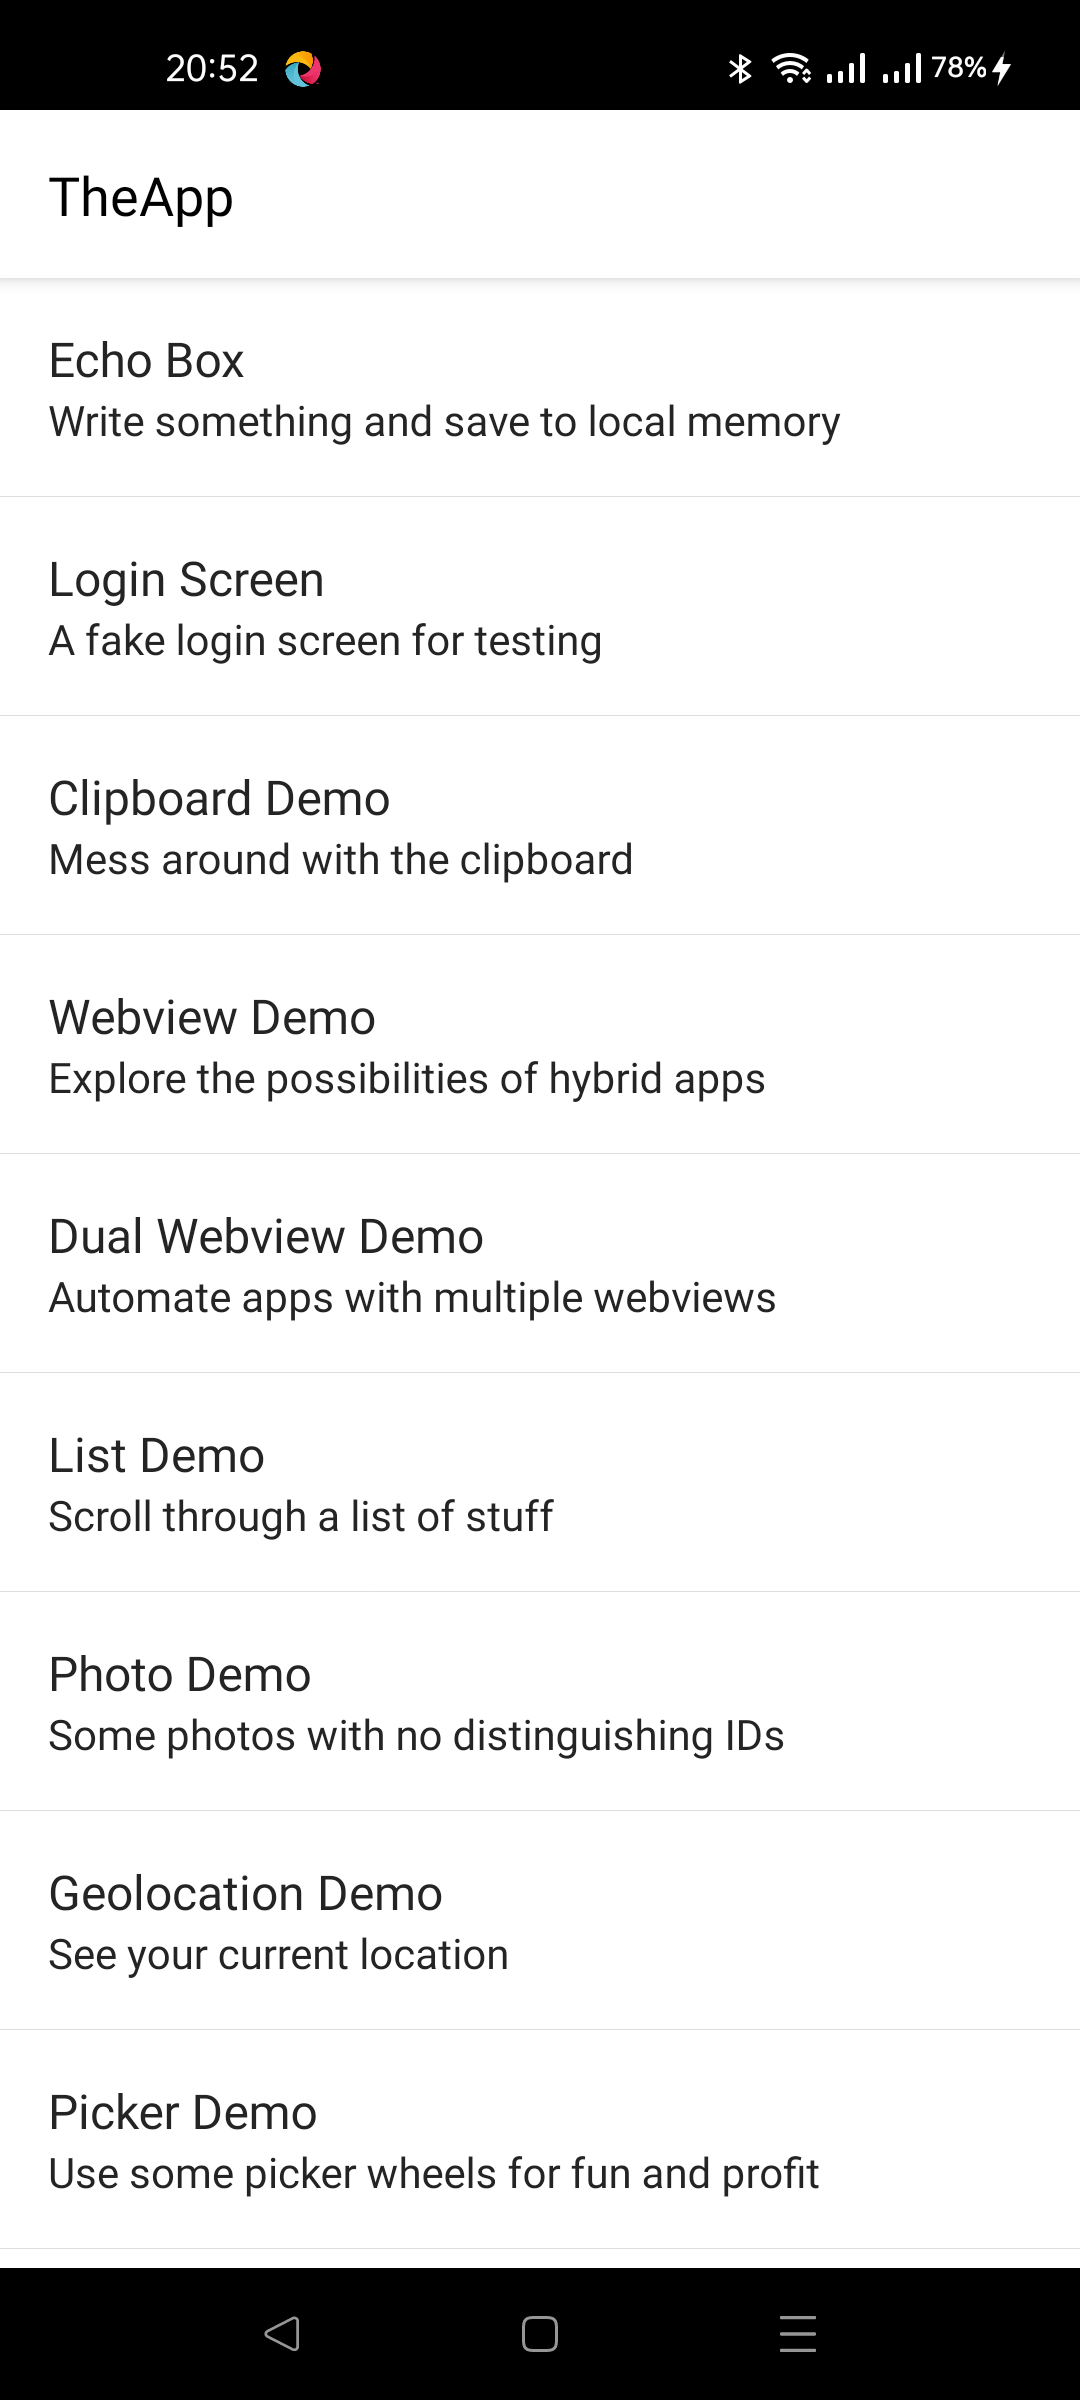 20:52
78%
TheApp
Echo Box
Write something and save to local memory
Login Screen
A fake login screen for testing
Clipboard Demo
Mess around with the clipboard
Webview Demo
Explore the possibilities of hybrid apps
Dual Webview Demo
Automate apps with multiple webviews
List Demo
Scroll through a list of stuff
Photo Demo
Some photos with no distinguishing IDs
Geolocation Demo
See your current location
Picker Demo
Use some picker wheels for fun and profit